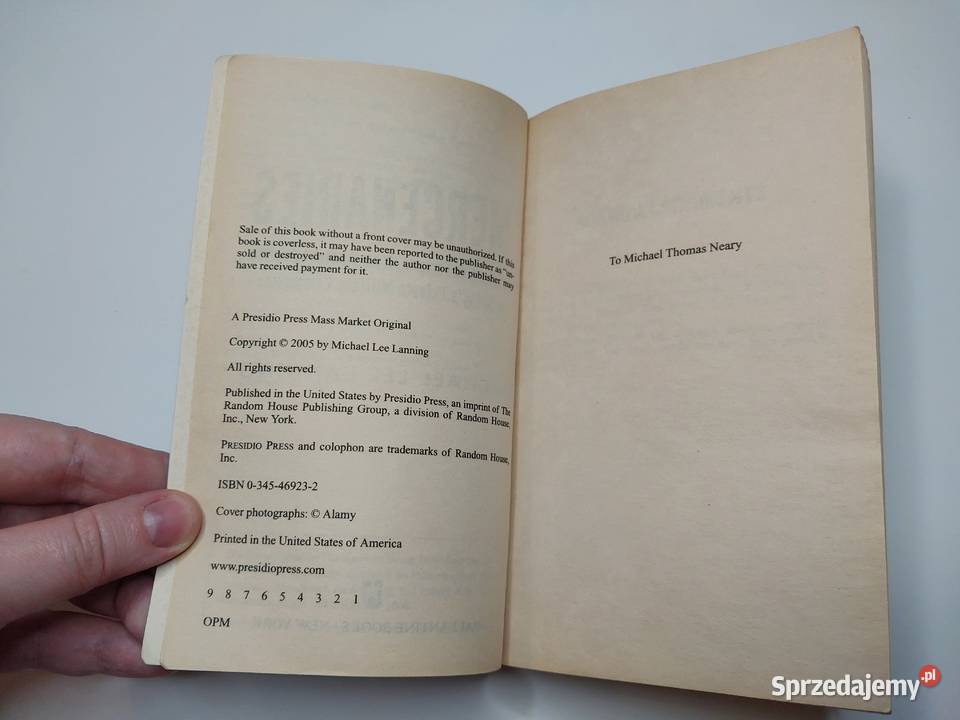 Sale of this book without a front cover may be unauthorized. If this
book is coverless, it may have been reported to the publisher as "un-
sold or destroyed" and neither the author nor the publisher may
have received payment for it.
A Presidio Press Mass Market Original
Copyright © 2005 by Michael Lee Lanning
All rights reserved.
Published in the United States by Presidio Press, an imprint of The
Random House Publishing Group, a division of Random House,
Inc., New York.
PRESIDIO PRESS and colophon are trademarks of Random House,
Inc.
ISBN 0-345-46923-2
Cover photographs: © Alamy
Printed in the United States of America
www.presidiopress.com
9 8 7 6 5 4 3 2 1
OPM
To Michael Thomas Neary
Sprzedajemy.pl